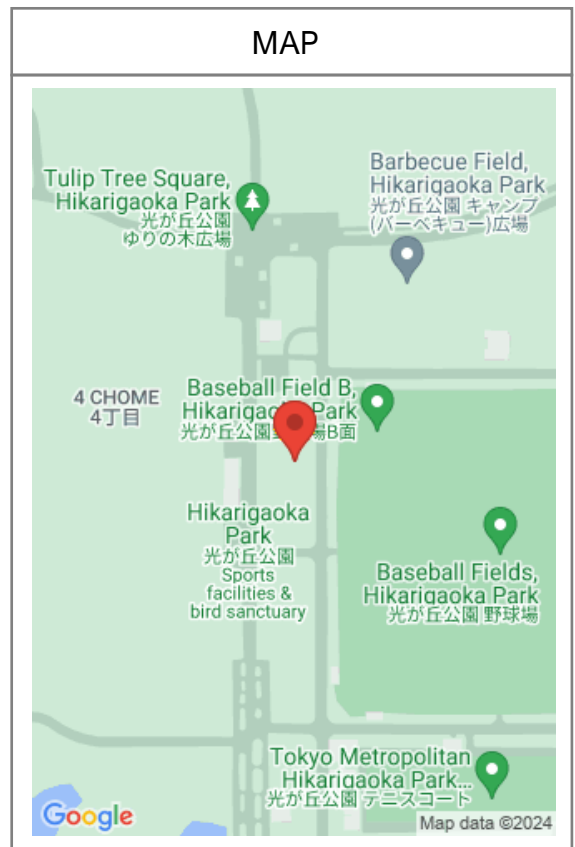 MAP
Tulip Tree Square,
Hikarigaoka Park
光が丘公園
ゆりの木広場
Barbecue Field,
Hikarigaoka Park
光が丘公園 キャンプ
(バーベキュー)広場
4 CHOME
4丁目
Baseball Field B,
Park
光が丘公園
場B面
Hikarigaoka
Park
光が丘公園
Sports
facilities &
bird sanctuary
Baseball Fields,
Hikarigaoka Park
光が丘公園 野球場
Tokyo Metropolitan
Hikarigaoka Park...
光が丘公園 テニスコート
Google
Map data ©2024